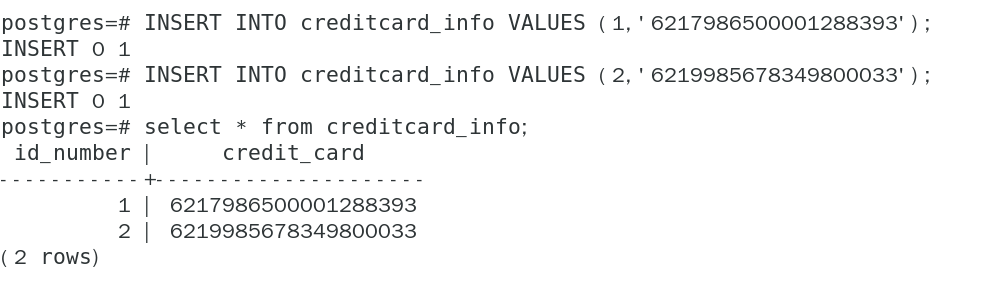 postgres=# INSERT INTO creditcard_info VALUES (1,'6217986500001288393');
INSERT 0 1
postgres=# INSERT INTO creditcard_info VALUES (2,'6219985678349800033');
INSERT 0 1
postgres=# select * from creditcard_info;
id_number | credit_card
-----------+---------------------
1 | 6217986500001288393
2 | 6219985678349800033
(2 rows)